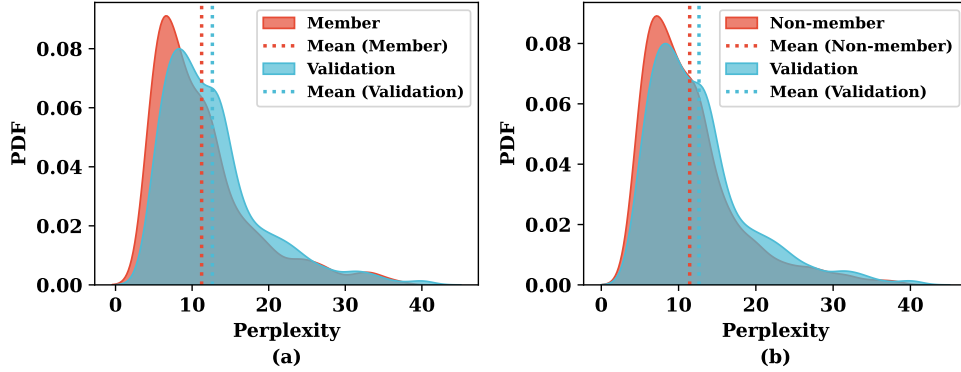 Member
Mean (Member)
Validation
Mean (Validation)
PDF
0.08
0.06
0.04
0.02
0.00
0
10
20
30
40
Perplexity
(a)
Non-member
Mean (Non-member)
Validation
Mean (Validation)
PDF
0.08
0.06
0.04
0.02
0.00
0
10
20
30
40
Perplexity
(b)